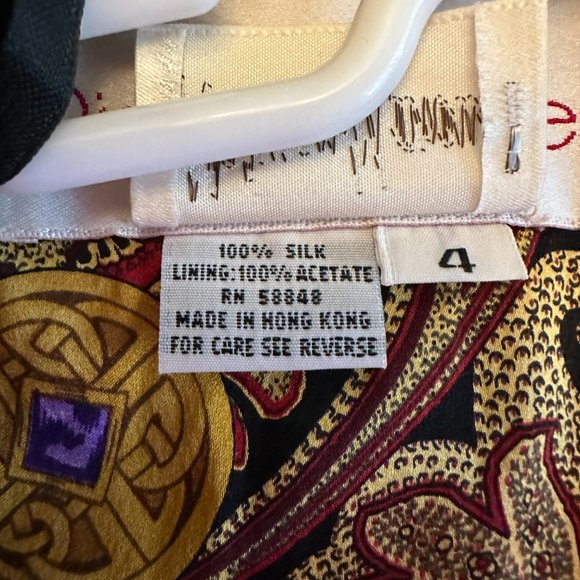 e
100% SILK
LINING:100% ACETATE
RN 58848
MADE IN HONG KONG
FOR CARE SEE REVERSE
4